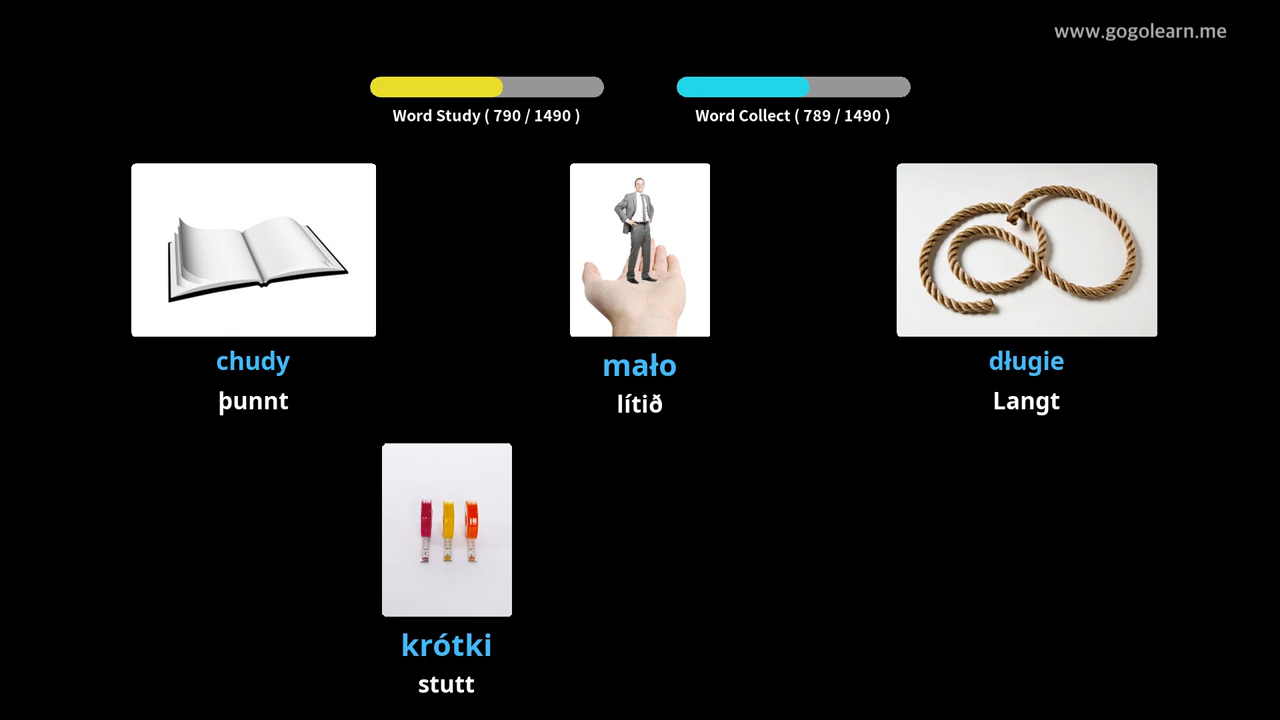 www.gogolearn.me
Word Study ( 790 / 1490 )
Word Collect ( 789 / 1490 )
chudy
þunnt
mało
lítið
długie
Langt
krótki
stutt